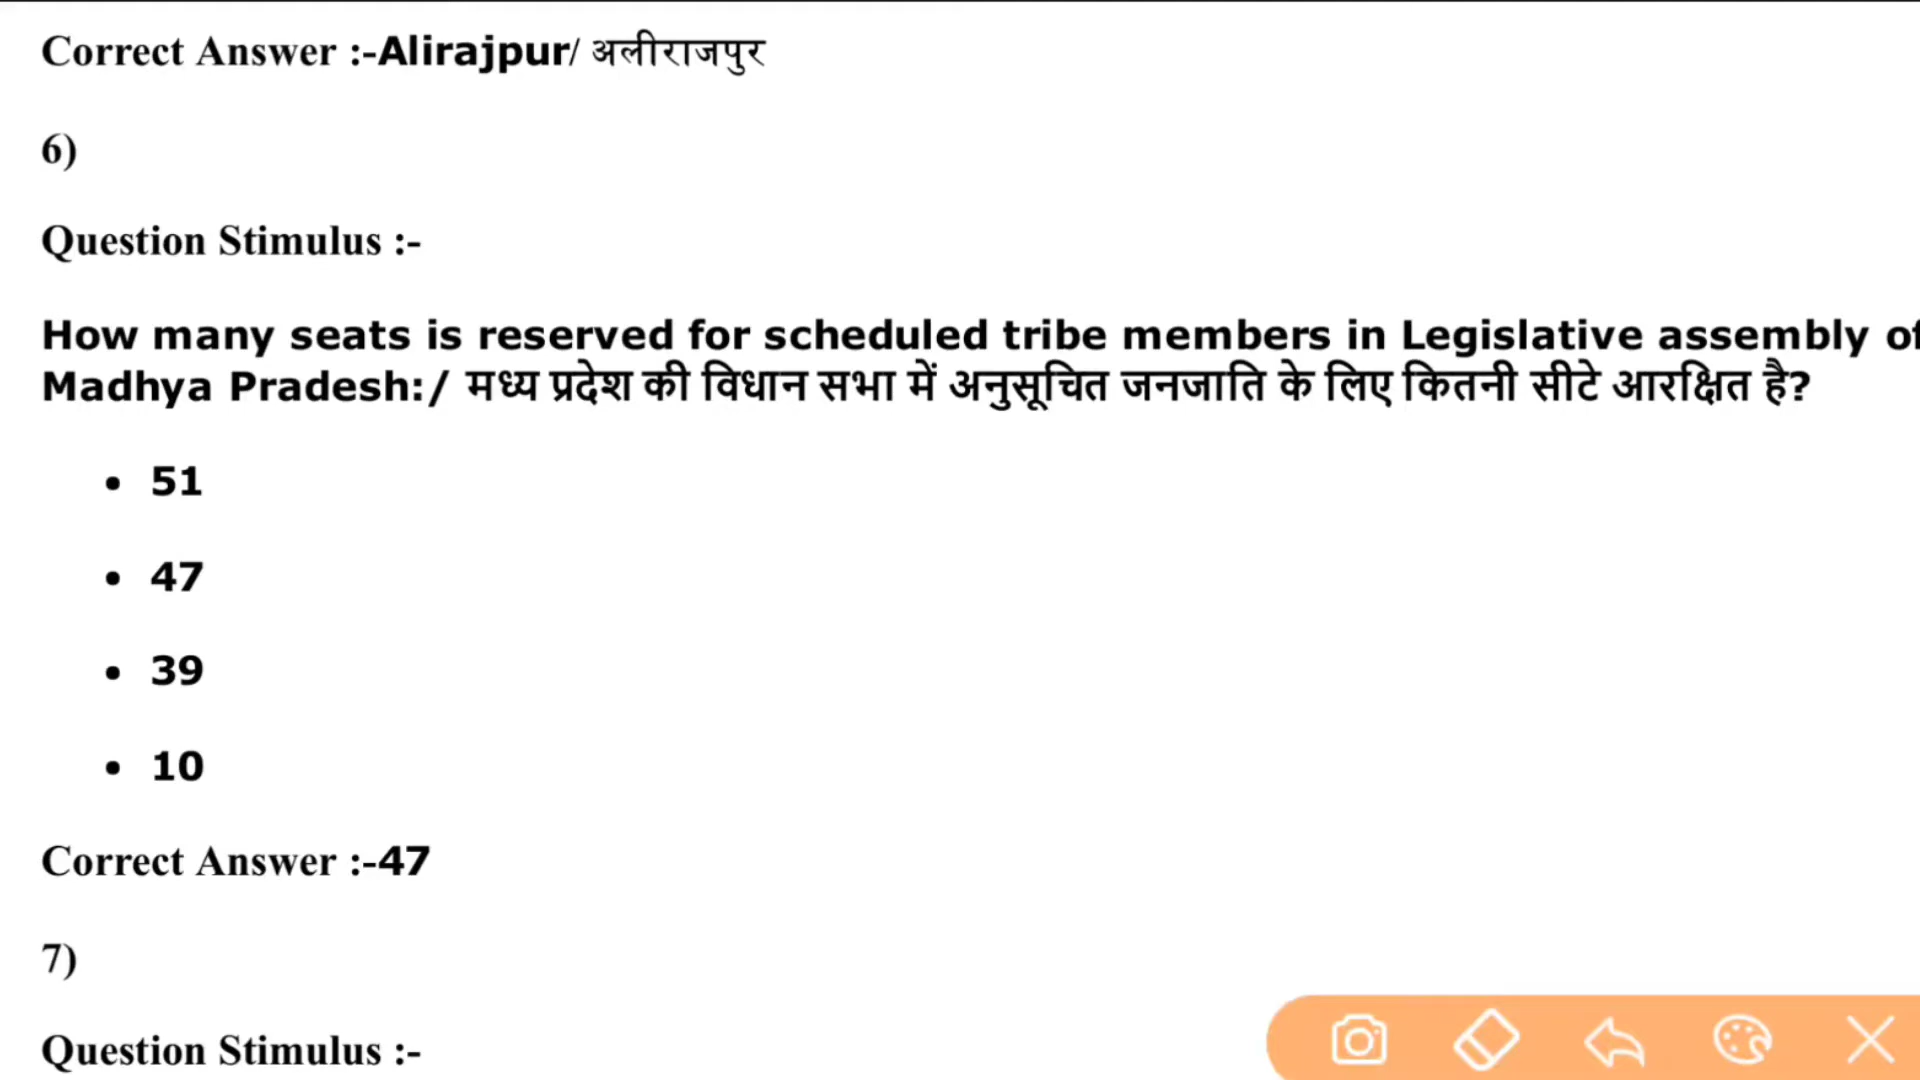 Correct Answer :-Alirajpur/ अलीराजपुर
6)
Question Stimulus :-
How many seats is reserved for scheduled tribe members in Legislative assembly of
Madhya Pradesh:/ मध्य प्रदेश की विधान सभा में अनुसूचित जनजाति के लिए कितनी सीटे आरक्षित है?
• 51
• 47
• 39
• 10
Correct Answer :-47
7)
Question Stimulus :-